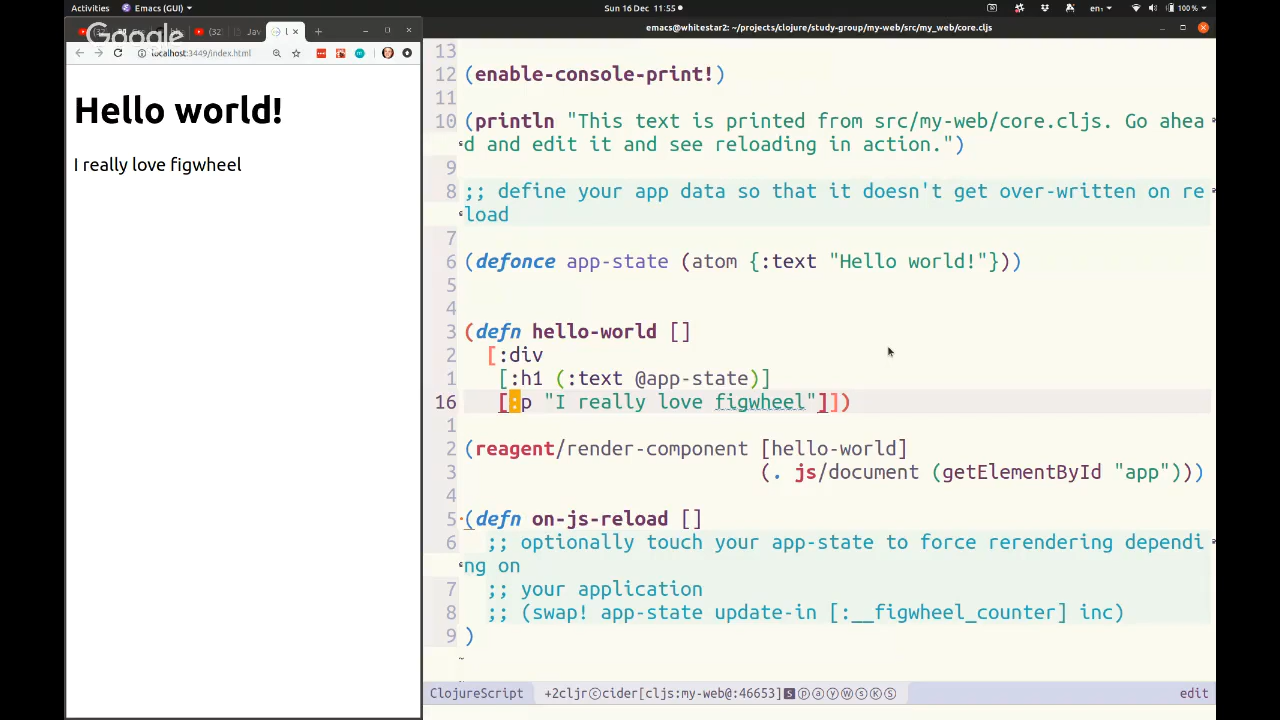 Activities Emacs (GUI) Sun 16 Dec 11:55 en₁ 100 %
Google
(32 Jav
localhost:3449/index.html
Hello world!
I really love figwheel
emacs@whitestar2: ~/projects/clojure/study-group/my-web/src/my_web/core.cljs
13
12 (enable-console-print!)
11
10 (println "This text is printed from src/my-web/core.cljs. Go ahea
d and edit it and see reloading in action.")
9
8 ;; define your app data so that it doesn't get over-written on re
load
7
6 (defonce app-state (atom {:text "Hello world!"}))
5
4
3 (defn hello-world []
2 [:div
1 [:h1 (:text @app-state)]
16 [:p "I really love figwheel"]])
1
2 (reagent/render-component [hello-world]
3 (. js/document (getElementById "app")))
4
5 (defn on-js-reload []
6 ;; optionally touch your app-state to force rerendering dependi
ng on
7 ;; your application
8 ;; (swap! app-state update-in [:__figwheel_counter] inc)
9 )
~
ClojureScript +2cljrⓒcider[cljs:my-web@:46653]🆂ⓟⓐⓨⓦⓢⓀⓈ edit